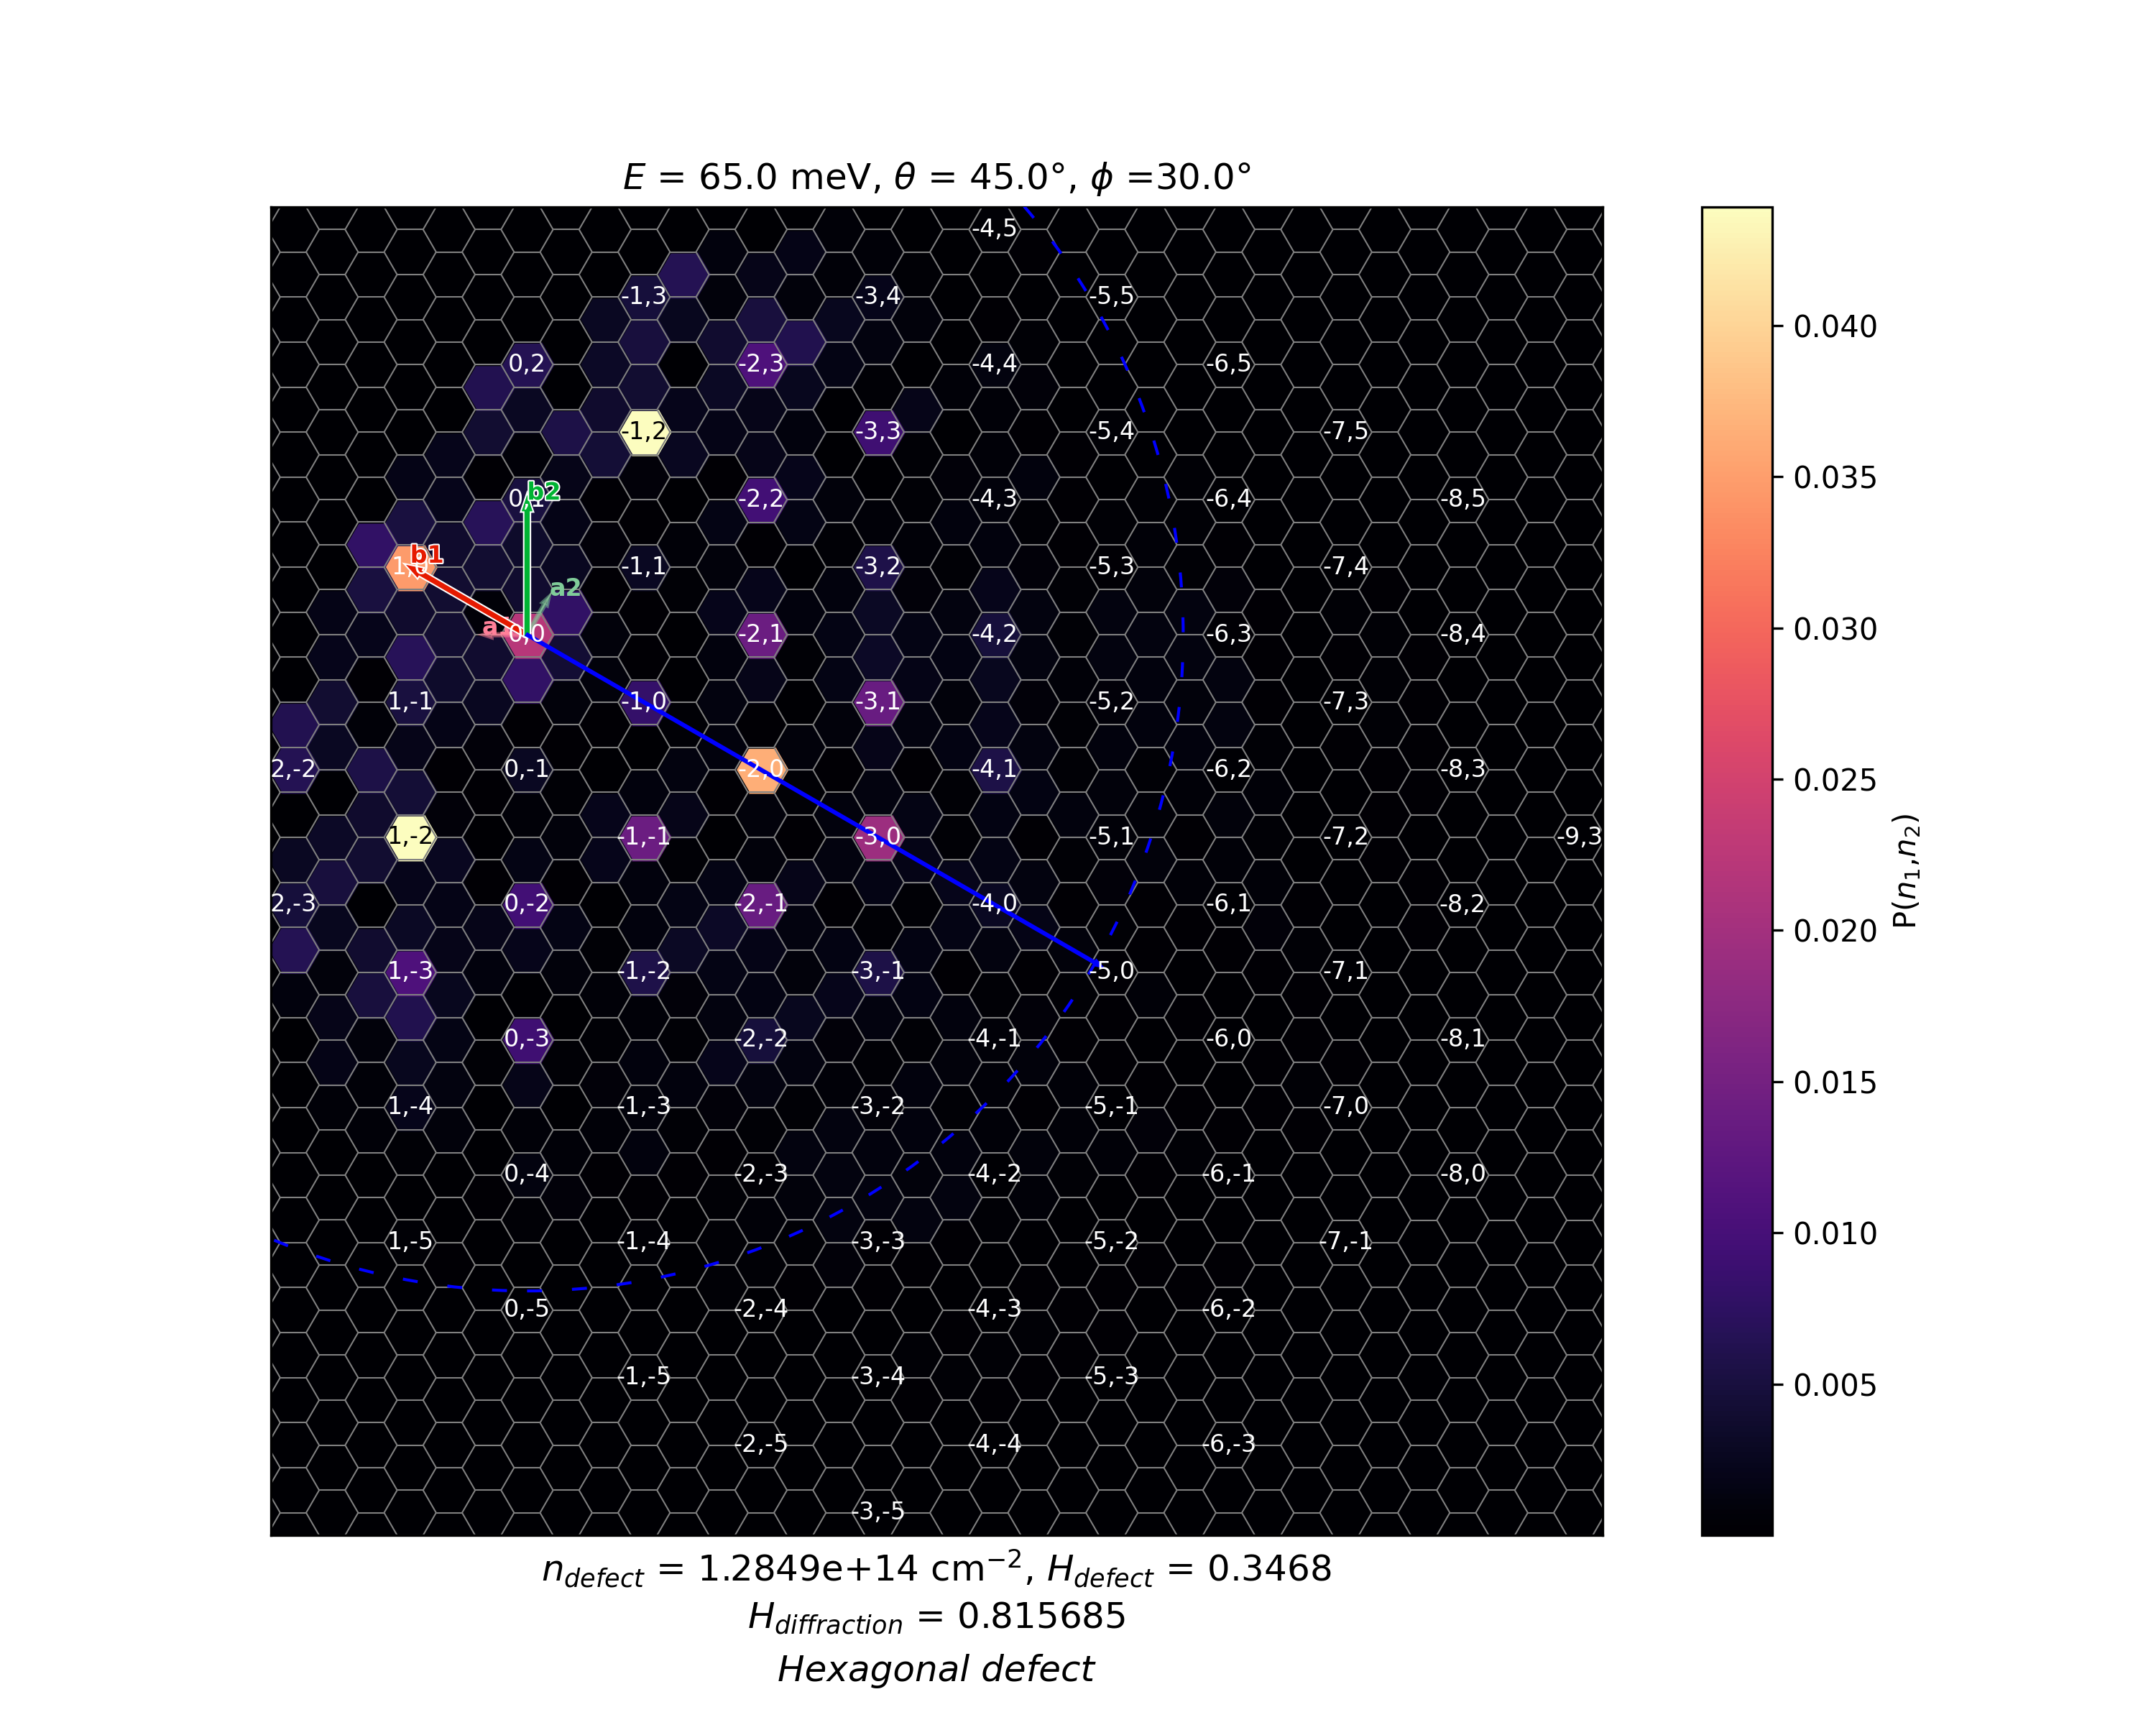 E = 65.0 meV, θ = 45.0°, ϕ =30.0°
-4,5
-1,3 -3,4 -5,5
0,2 -2,3 -4,4 -6,5
-1,2 -3,3 -5,4 -7,5
b2 -2,2 -4,3 -6,4 -8,5
b1 -1,1 -3,2 -5,3 -7,4
a2
0,0 -2,1 -4,2 -6,3 -8,4
1,-1 -1,0 -3,1 -5,2 -7,3
2,-2 0,-1 -2,0 -4,1 -6,2 -8,3
1,-2 -1,-1 -3,0 -5,1 -7,2 -9,3
2,-3 0,-2 -2,-1 -4,0 -6,1 -8,2
1,-3 -1,-2 -3,-1 -5,0 -7,1
0,-3 -2,-2 -4,-1 -6,0 -8,1
1,-4 -1,-3 -3,-2 -5,-1 -7,0
0,-4 -2,-3 -4,-2 -6,-1 -8,0
1,-5 -1,-4 -3,-3 -5,-2 -7,-1
0,-5 -2,-4 -4,-3 -6,-2
-1,-5 -3,-4 -5,-3
-2,-5 -4,-4 -6,-3
-3,-5
0.040
0.035
0.030
0.025
0.020
0.015
0.010
0.005
P(n₁,n₂)
n_defect = 1.2849e+14 cm⁻², H_defect = 0.3468
H_diffraction = 0.815685
Hexagonal defect